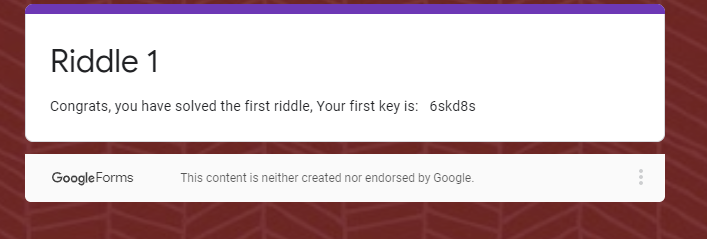 Riddle 1
Congrats, you have solved the first riddle, Your first key is: 6skd8s
GoogleForms This content is neither created nor endorsed by Google.